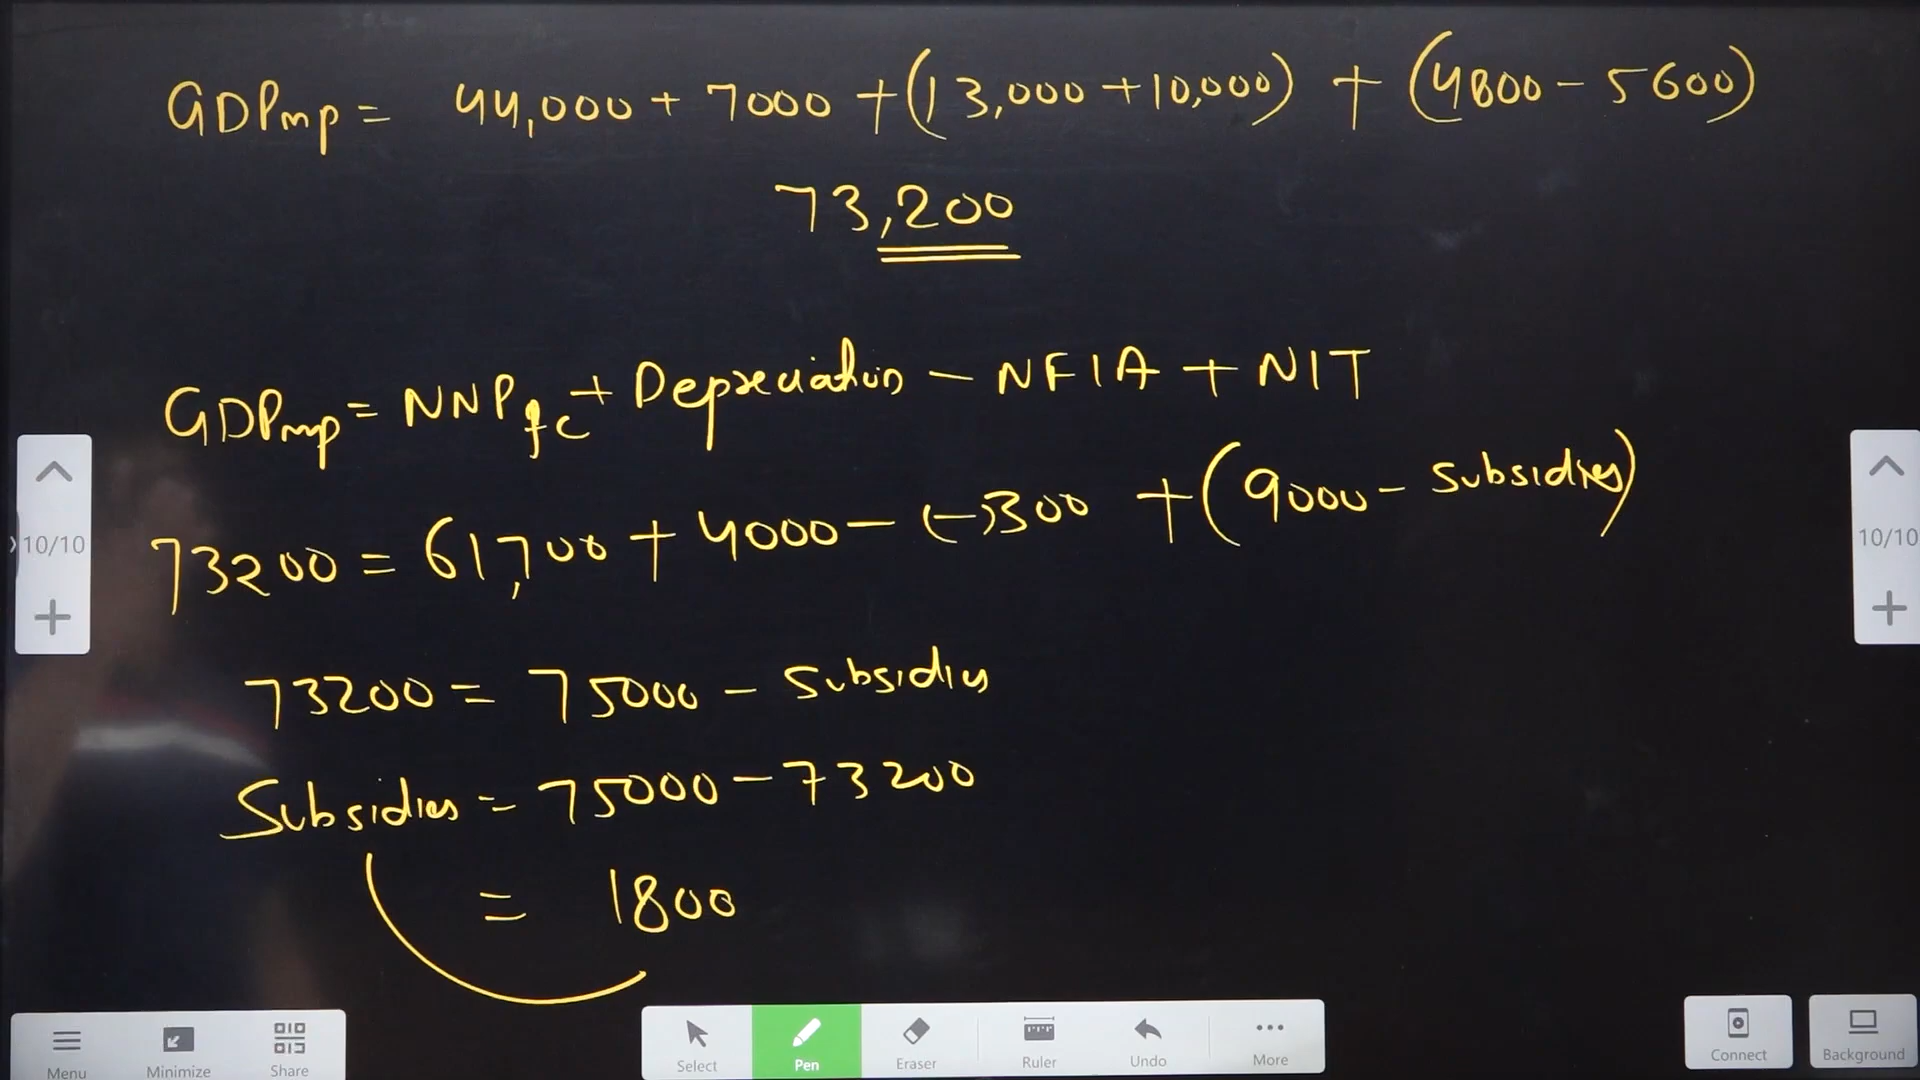 GDPmp = 44,000 + 7000 + (13,000 + 10,000) + (4800 - 5600)
73,200
GDPmp = NNPfc + Depreciation - NFIA + NIT
73200 = 61,700 + 4000 - (-)300 + (9000 - Subsidies)
73200 = 75000 - Subsidies
Subsidies = 75000 - 73200
= 1800
10/10
10/10
Menu Minimize Share Select Pen Eraser Ruler Undo More Connect Background